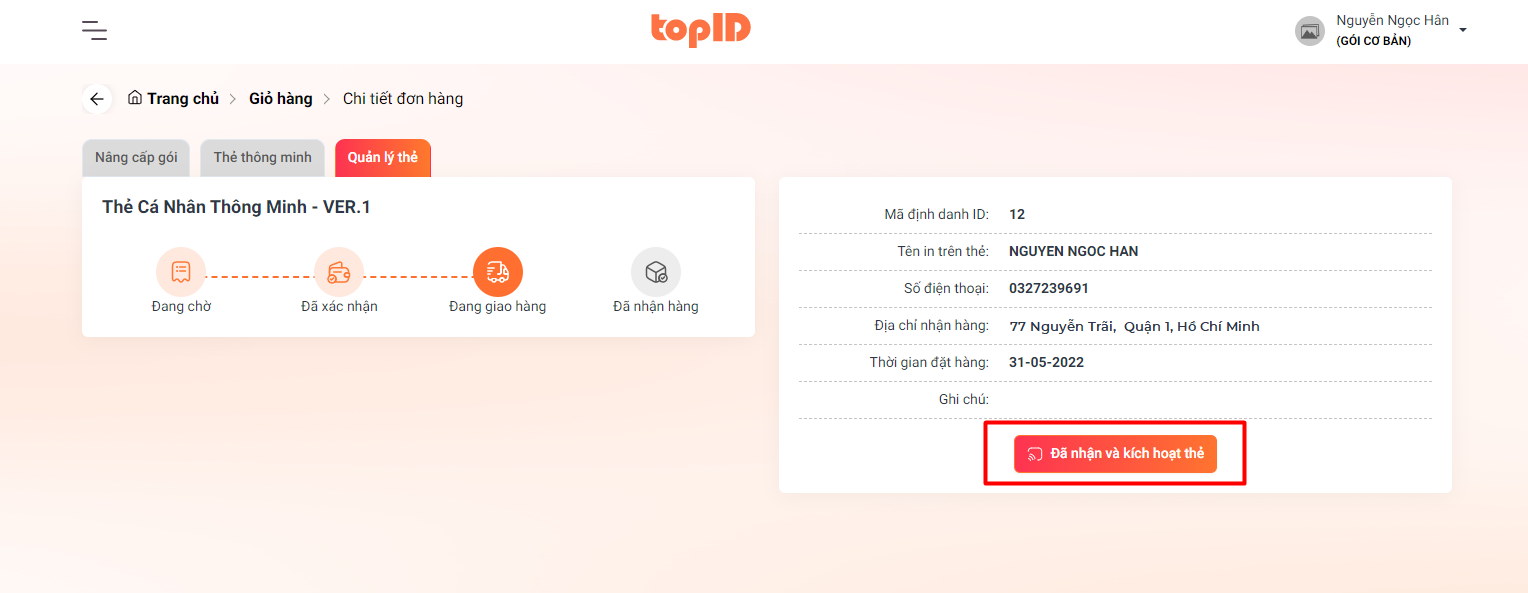 topID
Nguyễn Ngọc Hân
(GÓI CƠ BẢN)
Trang chủ > Giỏ hàng > Chi tiết đơn hàng
Nâng cấp gói
Thẻ thông minh
Quản lý thẻ
Thẻ Cá Nhân Thông Minh - VER.1
Đang chờ
Đã xác nhận
Đang giao hàng
Đã nhận hàng
Mã định danh ID: 12
Tên in trên thẻ: NGUYEN NGOC HAN
Số điện thoại: 0327239691
Địa chỉ nhận hàng: 77 Nguyễn Trãi, Quận 1, Hồ Chí Minh
Thời gian đặt hàng: 31-05-2022
Ghi chú:
Đã nhận và kích hoạt thẻ